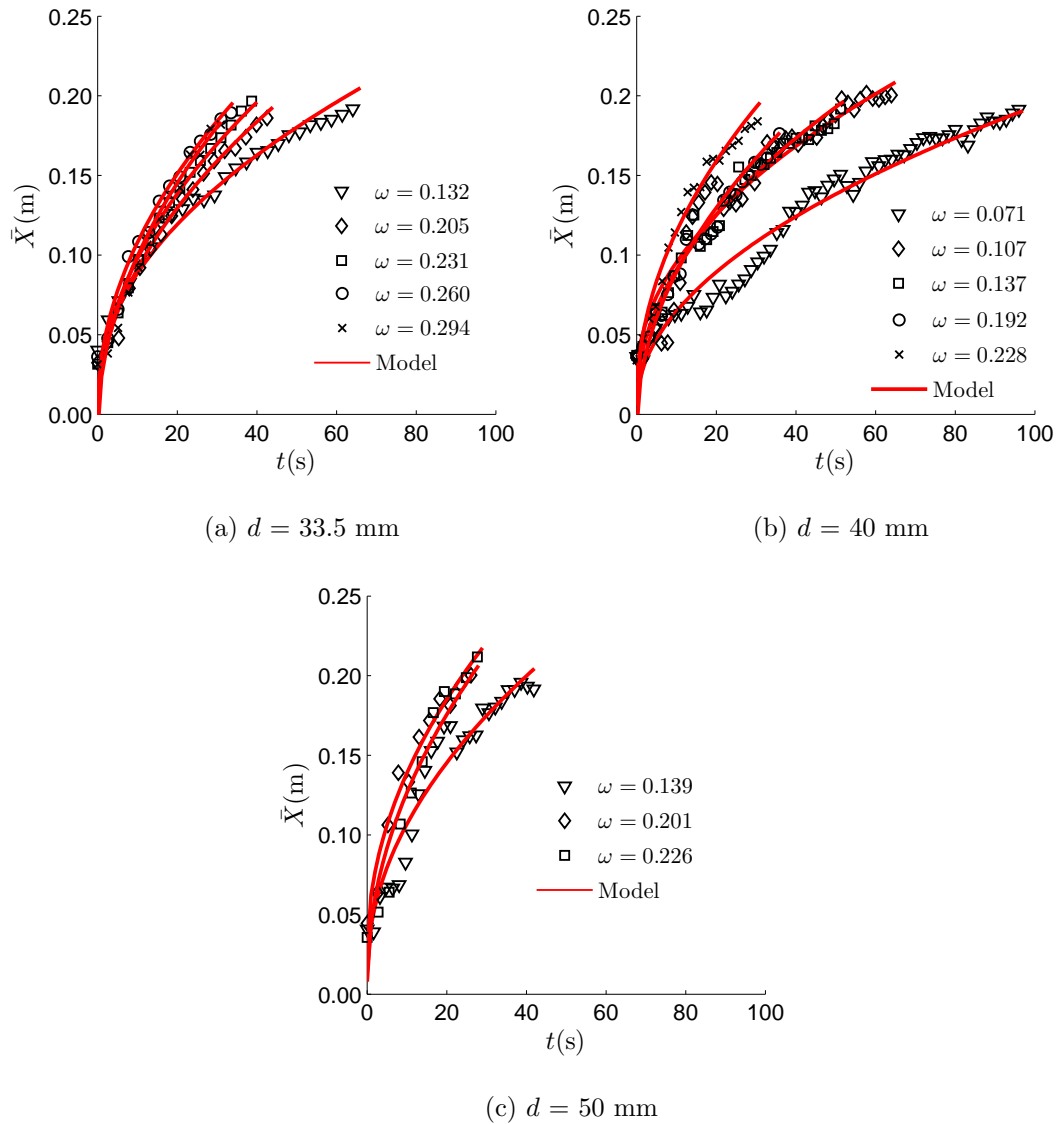 0.25
0.20
0.15
0.10
0.05
0.00
X̄(m)
0 20 40 60 80 100
t(s)
ω = 0.132
ω = 0.205
ω = 0.231
ω = 0.260
ω = 0.294
Model
(a) d = 33.5 mm
0.25
0.20
0.15
0.10
0.05
0
X̄(m)
0 20 40 60 80 100
t(s)
ω = 0.071
ω = 0.107
ω = 0.137
ω = 0.192
ω = 0.228
Model
(b) d = 40 mm
0.25
0.20
0.15
0.10
0.05
0.00
X̄(m)
0 20 40 60 80 100
t(s)
ω = 0.139
ω = 0.201
ω = 0.226
Model
(c) d = 50 mm